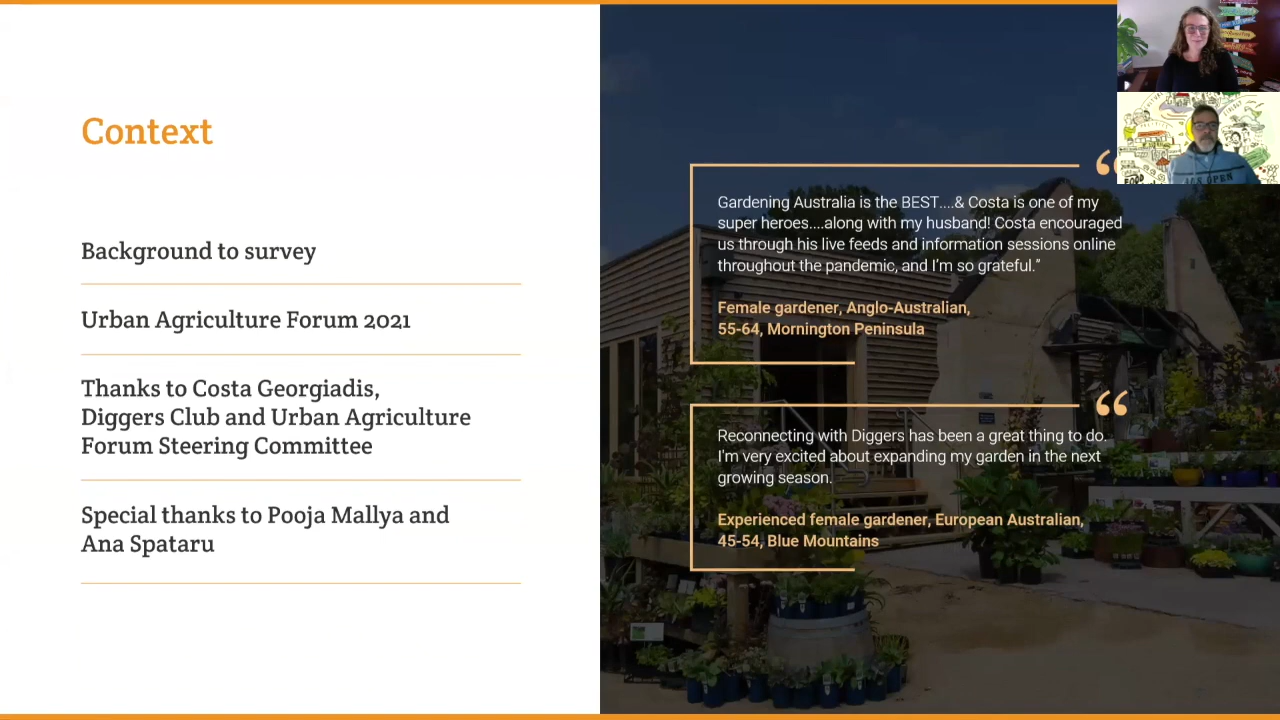 Context
Background to survey
Urban Agriculture Forum 2021
Thanks to Costa Georgiadis,
Diggers Club and Urban Agriculture
Forum Steering Committee
Special thanks to Pooja Mallya and
Ana Spataru
“
Gardening Australia is the BEST....& Costa is one of my
super heroes....along with my husband! Costa encouraged
us through his live feeds and information sessions online
throughout the pandemic, and I'm so grateful.”
Female gardener, Anglo-Australian,
55-64, Mornington Peninsula
“
Reconnecting with Diggers has been a great thing to do.
I'm very excited about expanding my garden in the next
growing season.
Experienced female gardener, European Australian,
45-54, Blue Mountains